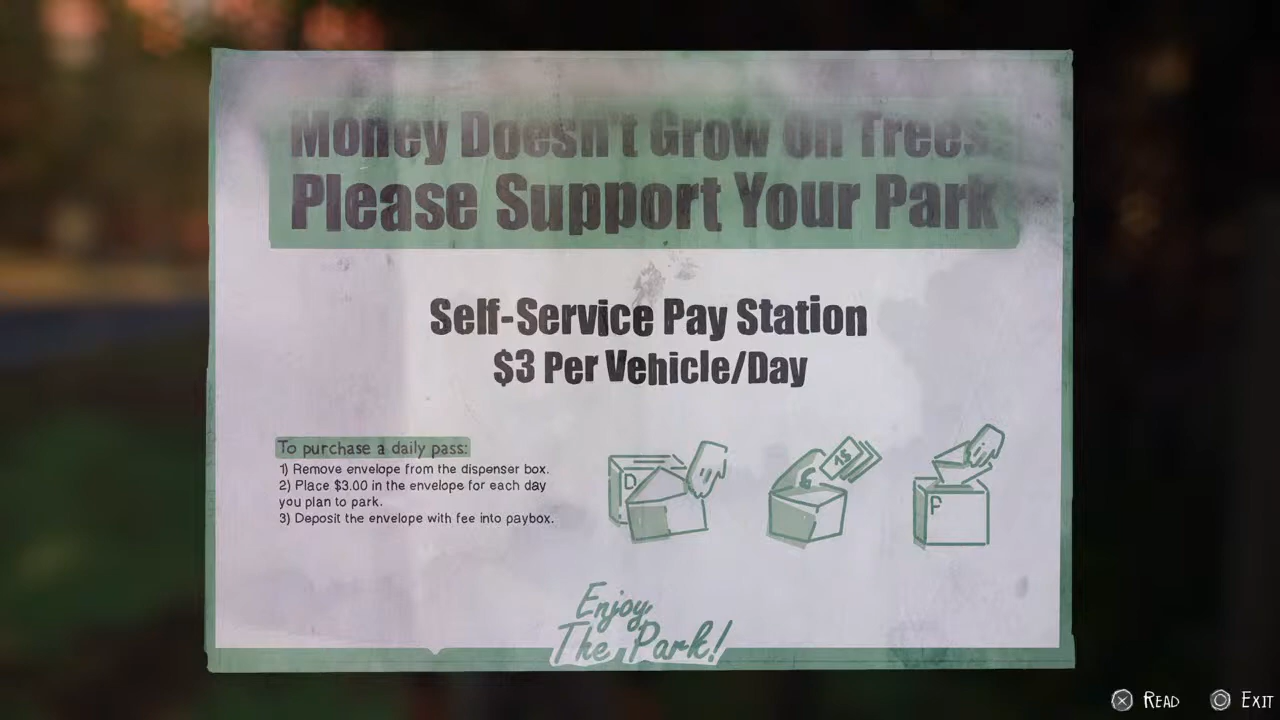 Money Doesn't Grow On Trees
Please Support Your Park
Self-Service Pay Station
$3 Per Vehicle/Day
To purchase a daily pass:
1) Remove envelope from the dispenser box.
2) Place $3.00 in the envelope for each day
you plan to park.
3) Deposit the envelope with fee into paybox.
D
E
15
P
Enjoy
The Park!
READ
EXIT